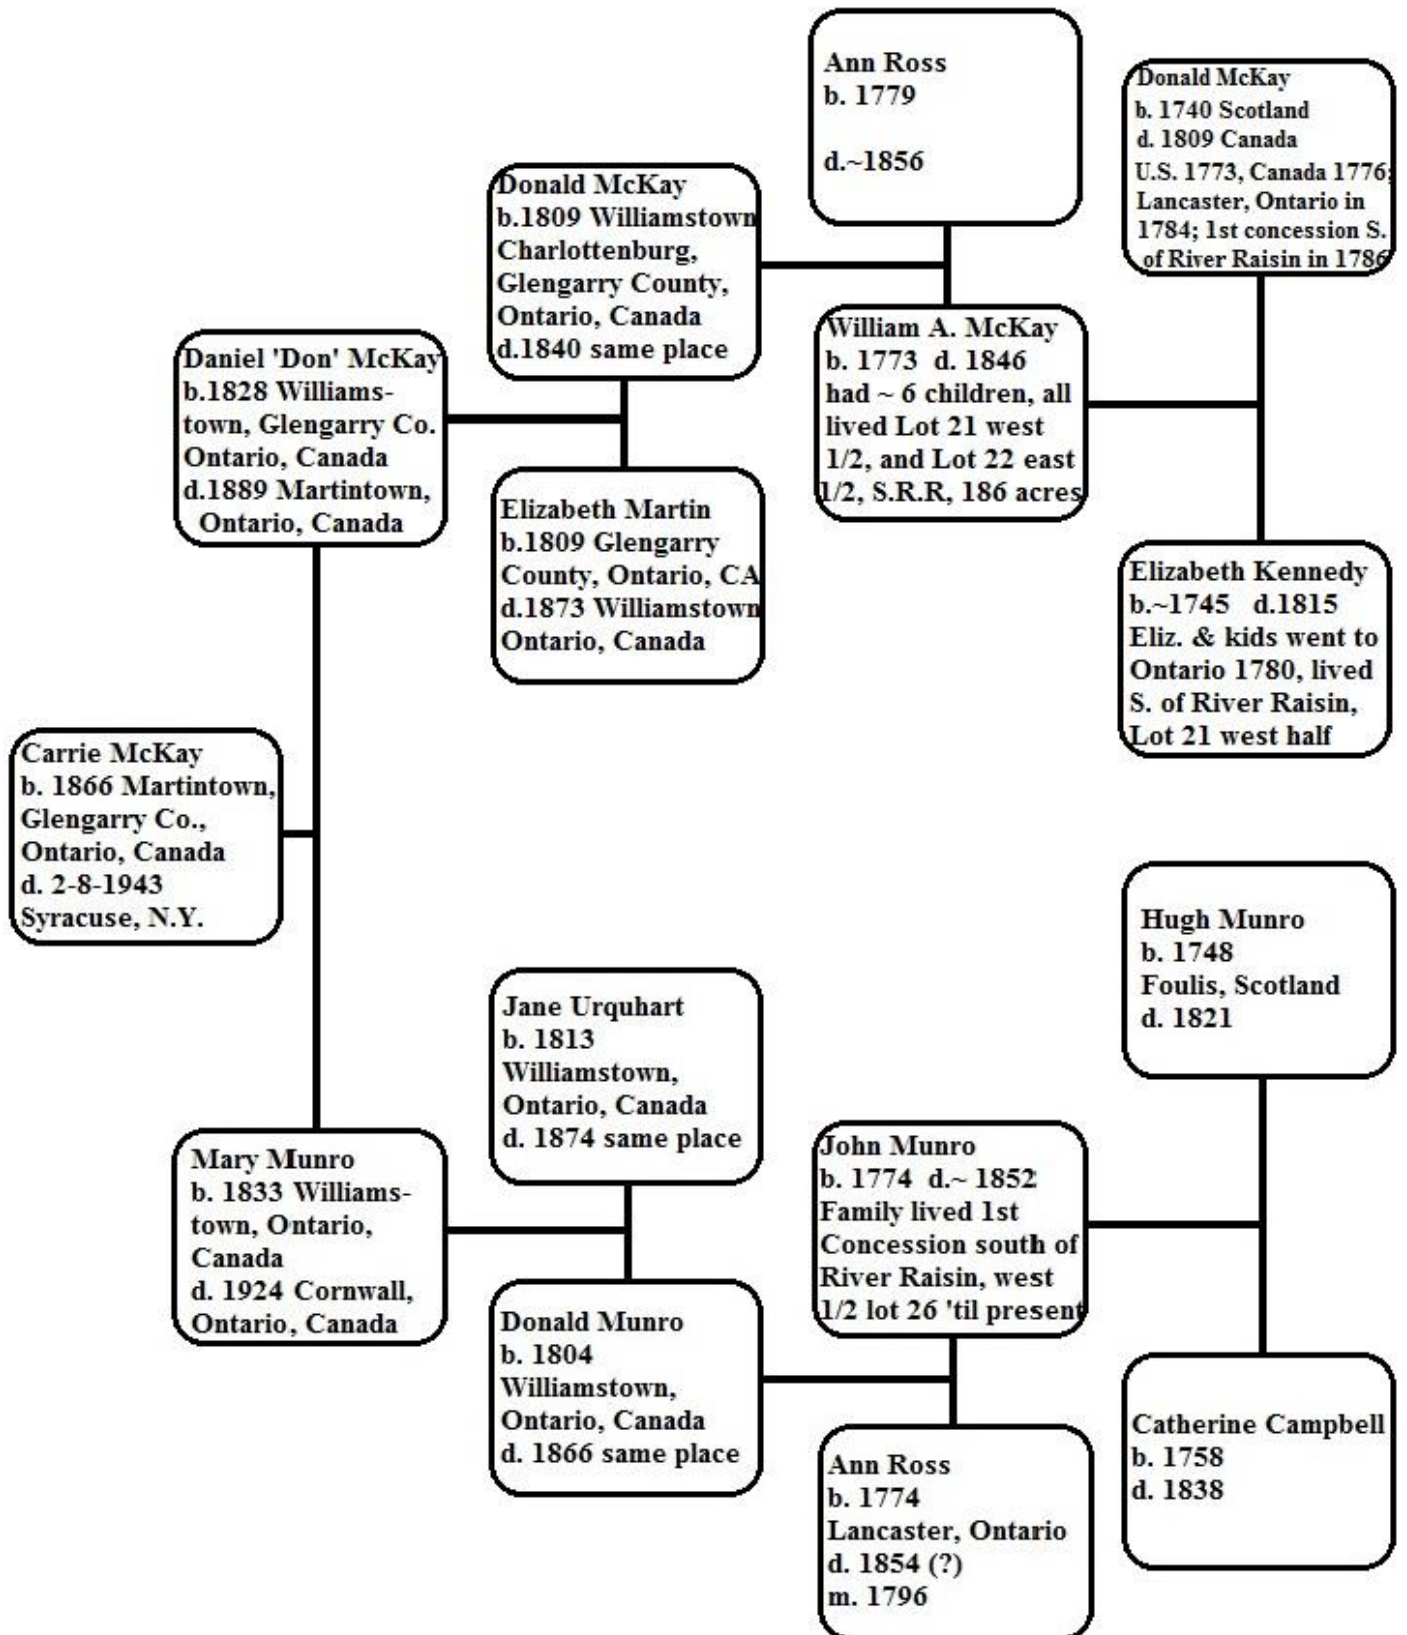 Ann Ross
b. 1779
d.~1856
Donald McKay
b. 1740 Scotland
d. 1809 Canada
U.S. 1773, Canada 1776;
Lancaster, Ontario in
1784; 1st concession S.
of River Raisin in 1786
Donald McKay
b.1809 Williamstown
Charlottenburg,
Glengarry County,
Ontario, Canada
d.1840 same place
William A. McKay
b. 1773 d. 1846
had ~ 6 children, all
lived Lot 21 west
1/2, and Lot 22 east
1/2, S.R.R, 186 acres
Daniel 'Don' McKay
b.1828 Williams-
town, Glengarry Co.
Ontario, Canada
d.1889 Martintown,
Ontario, Canada
Elizabeth Martin
b.1809 Glengarry
County, Ontario, CA
d.1873 Williamstown
Ontario, Canada
Elizabeth Kennedy
b.~1745 d.1815
Eliz. & kids went to
Ontario 1780, lived
S. of River Raisin,
Lot 21 west half
Carrie McKay
b. 1866 Martintown,
Glengarry Co.,
Ontario, Canada
d. 2-8-1943
Syracuse, N.Y.
Hugh Munro
b. 1748
Foulis, Scotland
d. 1821
Jane Urquhart
b. 1813
Williamstown,
Ontario, Canada
d. 1874 same place
John Munro
b. 1774 d.~ 1852
Family lived 1st
Concession south of
River Raisin, west
1/2 lot 26 'til present
Mary Munro
b. 1833 Williams-
town, Ontario,
Canada
d. 1924 Cornwall,
Ontario, Canada
Donald Munro
b. 1804
Williamstown,
Ontario, Canada
d. 1866 same place
Catherine Campbell
b. 1758
d. 1838
Ann Ross
b. 1774
Lancaster, Ontario
d. 1854 (?)
m. 1796